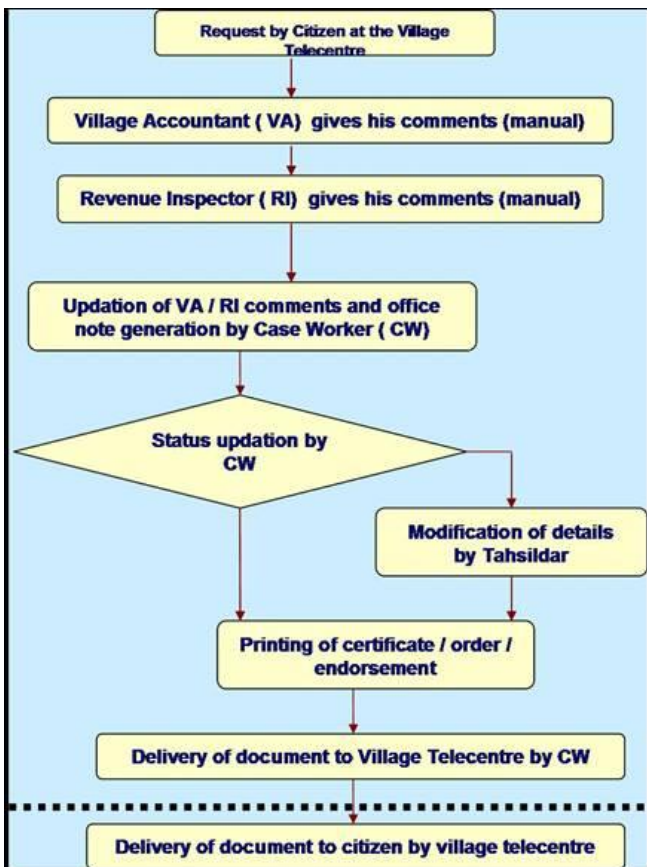 Request by Citizen at the Village
Telecentre
Village Accountant ( VA) gives his comments (manual)
Revenue Inspector ( RI) gives his comments (manual)
Updation of VA / RI comments and office
note generation by Case Worker ( CW)
Status updation by
CW
Modification of details
by Tahsildar
Printing of certificate / order /
endorsement
Delivery of document to Village Telecentre by CW
Delivery of document to citizen by village telecentre